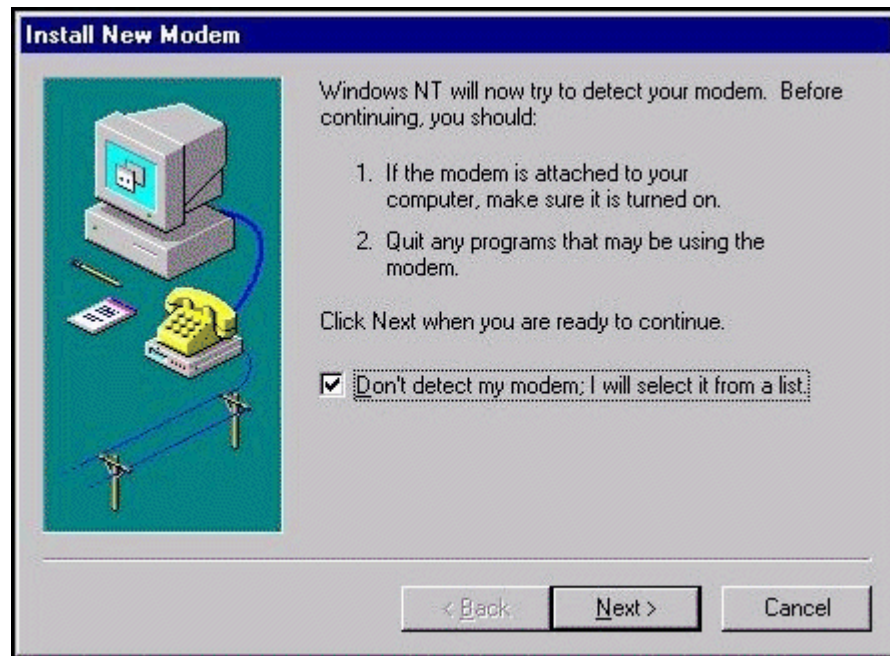 Install New Modem
Windows NT will now try to detect your modem. Before
continuing, you should:
1. If the modem is attached to your
computer, make sure it is turned on.
2. Quit any programs that may be using the
modem.
Click Next when you are ready to continue.
Don't detect my modem; I will select it from a list.
< Back
Next >
Cancel